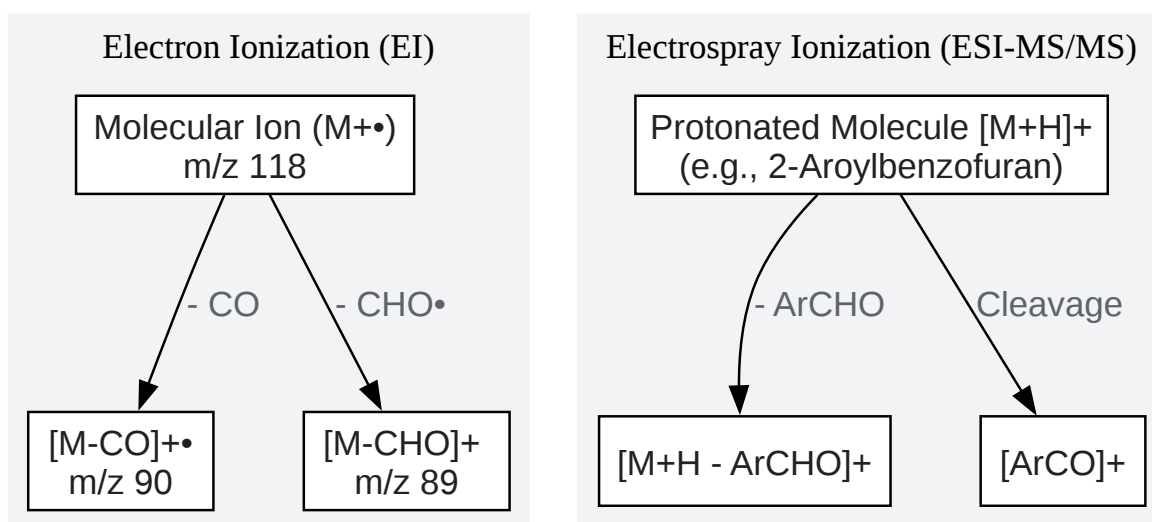 Electron Ionization (EI)
Molecular Ion (M+•)
m/z 118
- CO
- CHO•
[M-CO]+•
m/z 90
[M-CHO]+
m/z 89
Electrospray Ionization (ESI-MS/MS)
Protonated Molecule [M+H]+
(e.g., 2-Aroylbenzofuran)
- ArCHO
Cleavage
[M+H - ArCHO]+
[ArCO]+